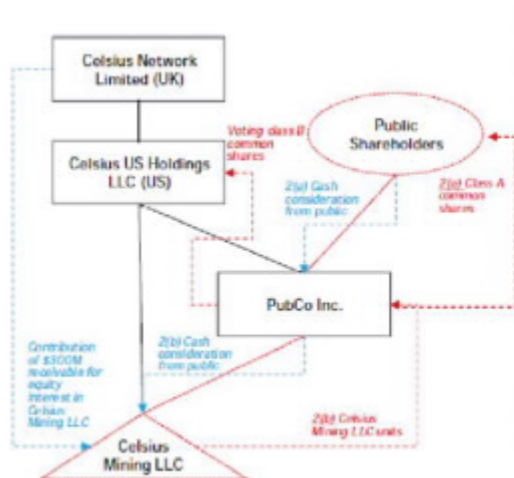 Celsius Network
Limited (UK)
Celsius US Holdings
LLC (US)
Voting class B
common
shares
Public
Shareholders
2(a) Cash
consideration
from public
2(a) Class A
common
shares
PubCo Inc.
Contribution
of $300M
receivable for
equity
interest in
Celsius
Mining LLC
2(b) Cash
consideration
from public
2(b) Celsius
Mining LLC units
Celsius
Mining LLC